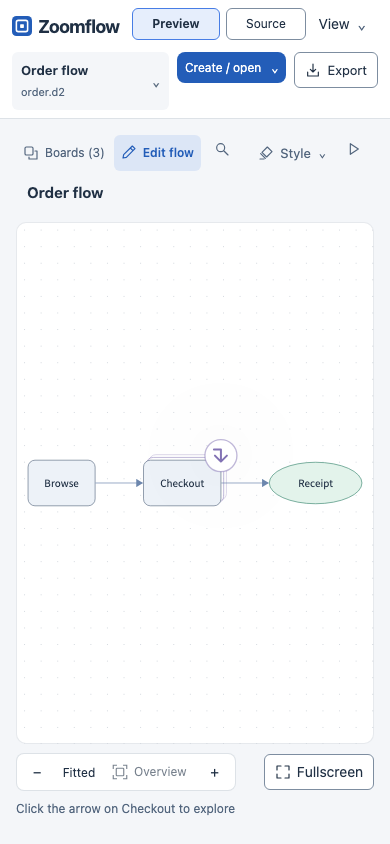 Zoomflow
Preview
Source
View
Order flow
order.d2
Create / open
Export
Boards (3)
Edit flow
Style
Order flow
Browse
Checkout
Receipt
Fitted
Overview
Fullscreen
Click the arrow on Checkout to explore